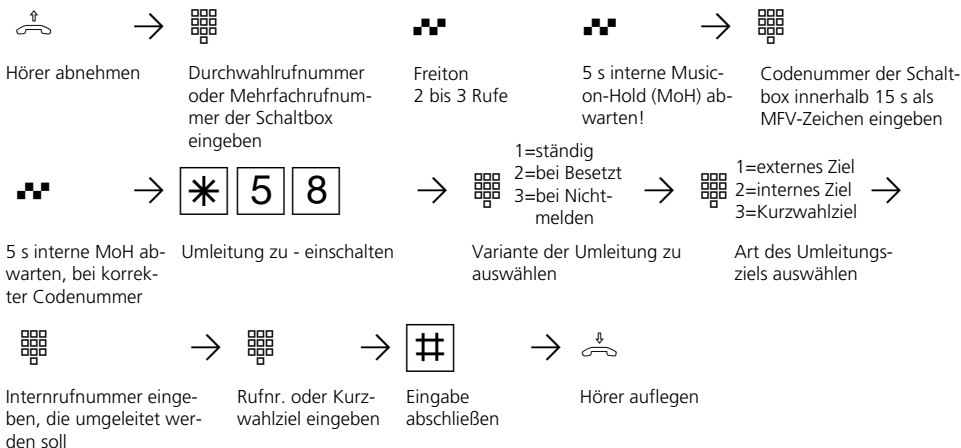 Hörer abnehmen
Durchwahlrufnummer
oder Mehrfachrufnum-
mer der Schaltbox
eingeben
Freiton
2 bis 3 Rufe
5 s interne Music-
on-Hold (MoH) ab-
warten!
Codenummer der Schalt-
box innerhalb 15 s als
MFV-Zeichen eingeben
5 s interne MoH ab-
warten, bei korrek-
ter Codenummer
* 5 8
Umleitung zu - einschalten
1=ständig
2=bei Besetzt
3=bei Nicht-
melden
Variante der Umleitung zu
auswählen
1=externes Ziel
2=internes Ziel
3=Kurzwahlziel
Art des Umleitungs-
ziels auswählen
Internrufnummer einge-
ben, die umgeleitet wer-
den soll
Rufnr. oder Kurz-
wahlziel eingeben
#
Eingabe
abschließen
Hörer auflegen